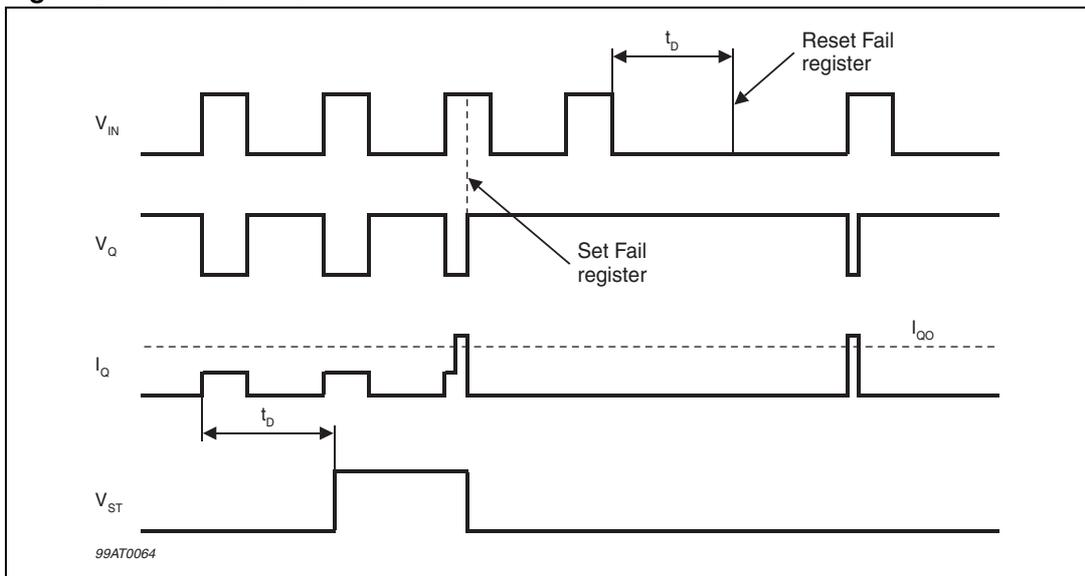 t_D
Reset Fail
register
V_IN
V_Q
Set Fail
register
I_QO
I_Q
t_D
V_ST
99AT0064